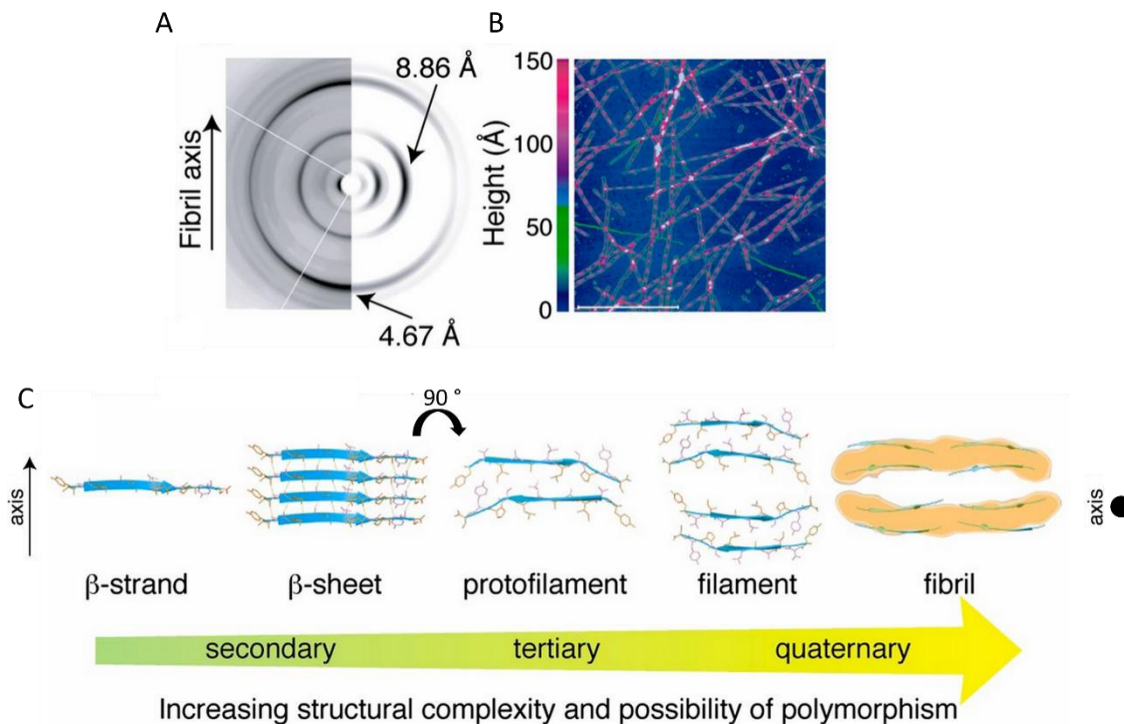 A
B
8.86 Å
Fibril axis
4.67 Å
Height (Å)
150
100
50
0
C
90 °
axis
axis
β-strand
β-sheet
protofilament
filament
fibril
secondary
tertiary
quaternary
Increasing structural complexity and possibility of polymorphism